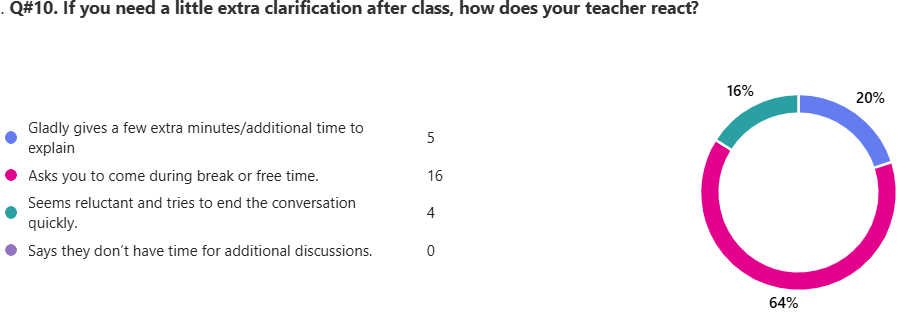 . Q#10. If you need a little extra clarification after class, how does your teacher react?
Gladly gives a few extra minutes/additional time to
explain
5
Asks you to come during break or free time.
16
Seems reluctant and tries to end the conversation
quickly.
4
Says they don’t have time for additional discussions.
0
16%
20%
64%